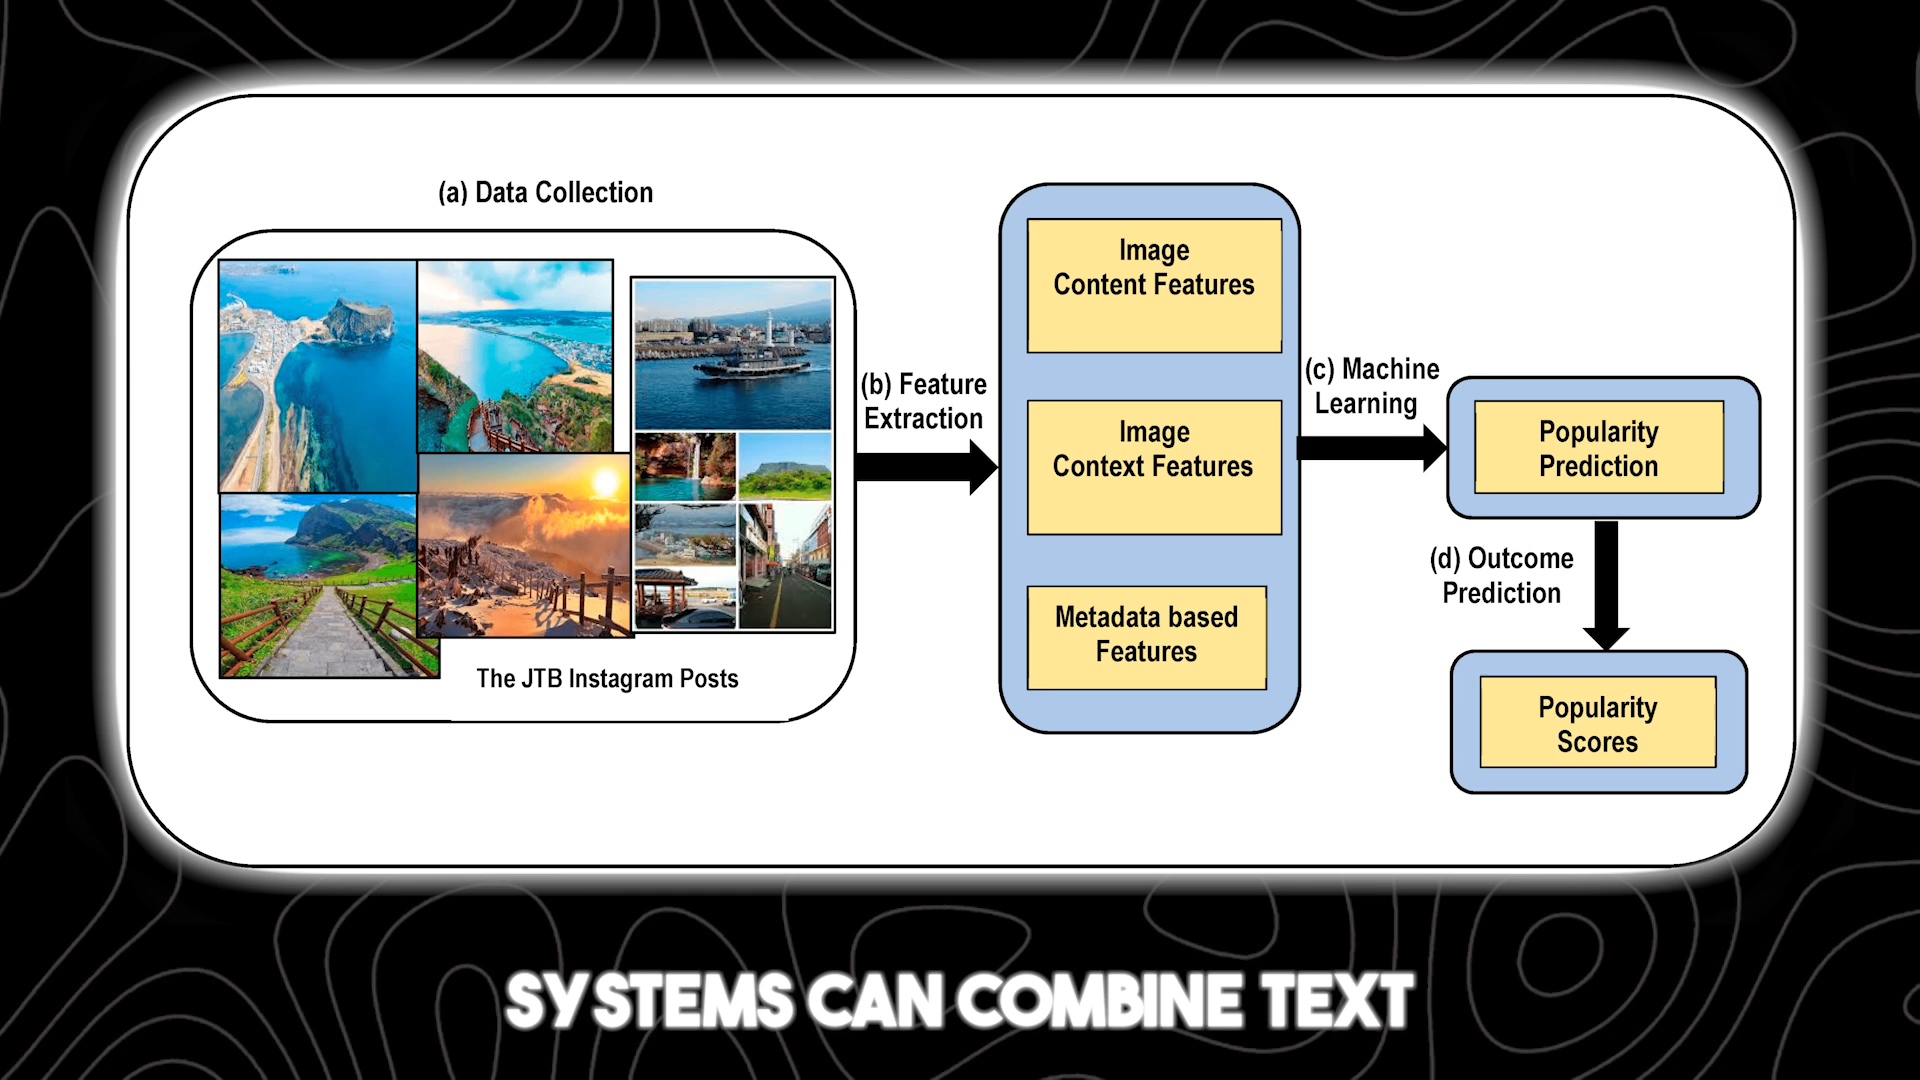 (a) Data Collection
The JTB Instagram Posts
(b) Feature
Extraction
Image
Content Features
Image
Context Features
Metadata based
Features
(c) Machine
Learning
Popularity
Prediction
(d) Outcome
Prediction
Popularity
Scores
SYSTEMS CAN COMBINE TEXT